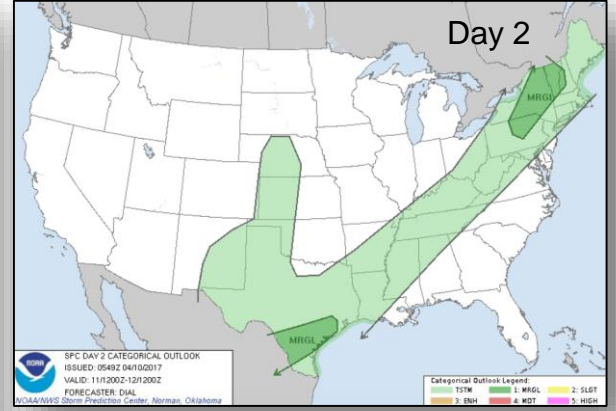 Day 2
MRGL
MRGL
NOAA
SPC DAY 2 CATEGORICAL OUTLOOK
ISSUED: 0549Z 04/10/2017
VALID: 11/1200Z-12/1200Z
FORECASTER: DIAL
NOAA/NWS Storm Prediction Center, Norman, Oklahoma
Categorical Outlook Legend:
TSTM 1: MRGL 2: SLGT
3: ENH 4: MDT 5: HIGH